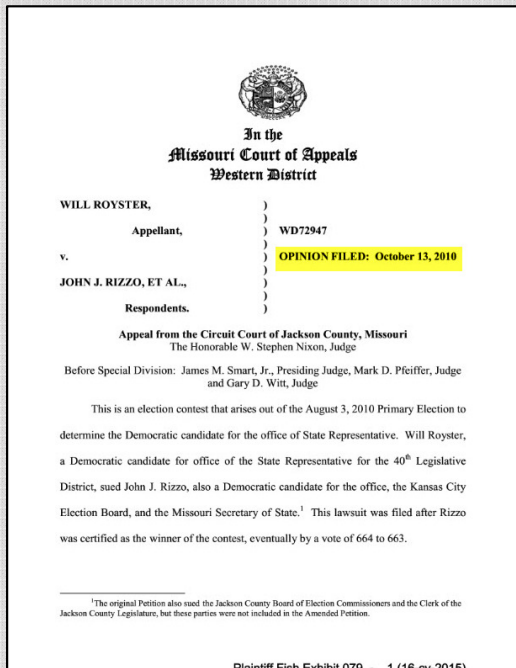 In the
Missouri Court of Appeals
Western District
WILL ROYSTER, )
)
Appellant, ) WD72947
)
v. ) OPINION FILED: October 13, 2010
)
JOHN J. RIZZO, ET AL., )
)
Respondents. )
Appeal from the Circuit Court of Jackson County, Missouri
The Honorable W. Stephen Nixon, Judge
Before Special Division: James M. Smart, Jr., Presiding Judge, Mark D. Pfeiffer, Judge
and Gary D. Witt, Judge
This is an election contest that arises out of the August 3, 2010 Primary Election to
determine the Democratic candidate for the office of State Representative. Will Royster,
a Democratic candidate for office of the State Representative for the 40th Legislative
District, sued John J. Rizzo, also a Democratic candidate for the office, the Kansas City
Election Board, and the Missouri Secretary of State.1 This lawsuit was filed after Rizzo
was certified as the winner of the contest, eventually by a vote of 664 to 663.
1The original Petition also sued the Jackson County Board of Election Commissioners and the Clerk of the
Jackson County Legislature, but these parties were not included in the Amended Petition.
Plaintiff Fish Exhibit 079 1 (16-cv-2015)